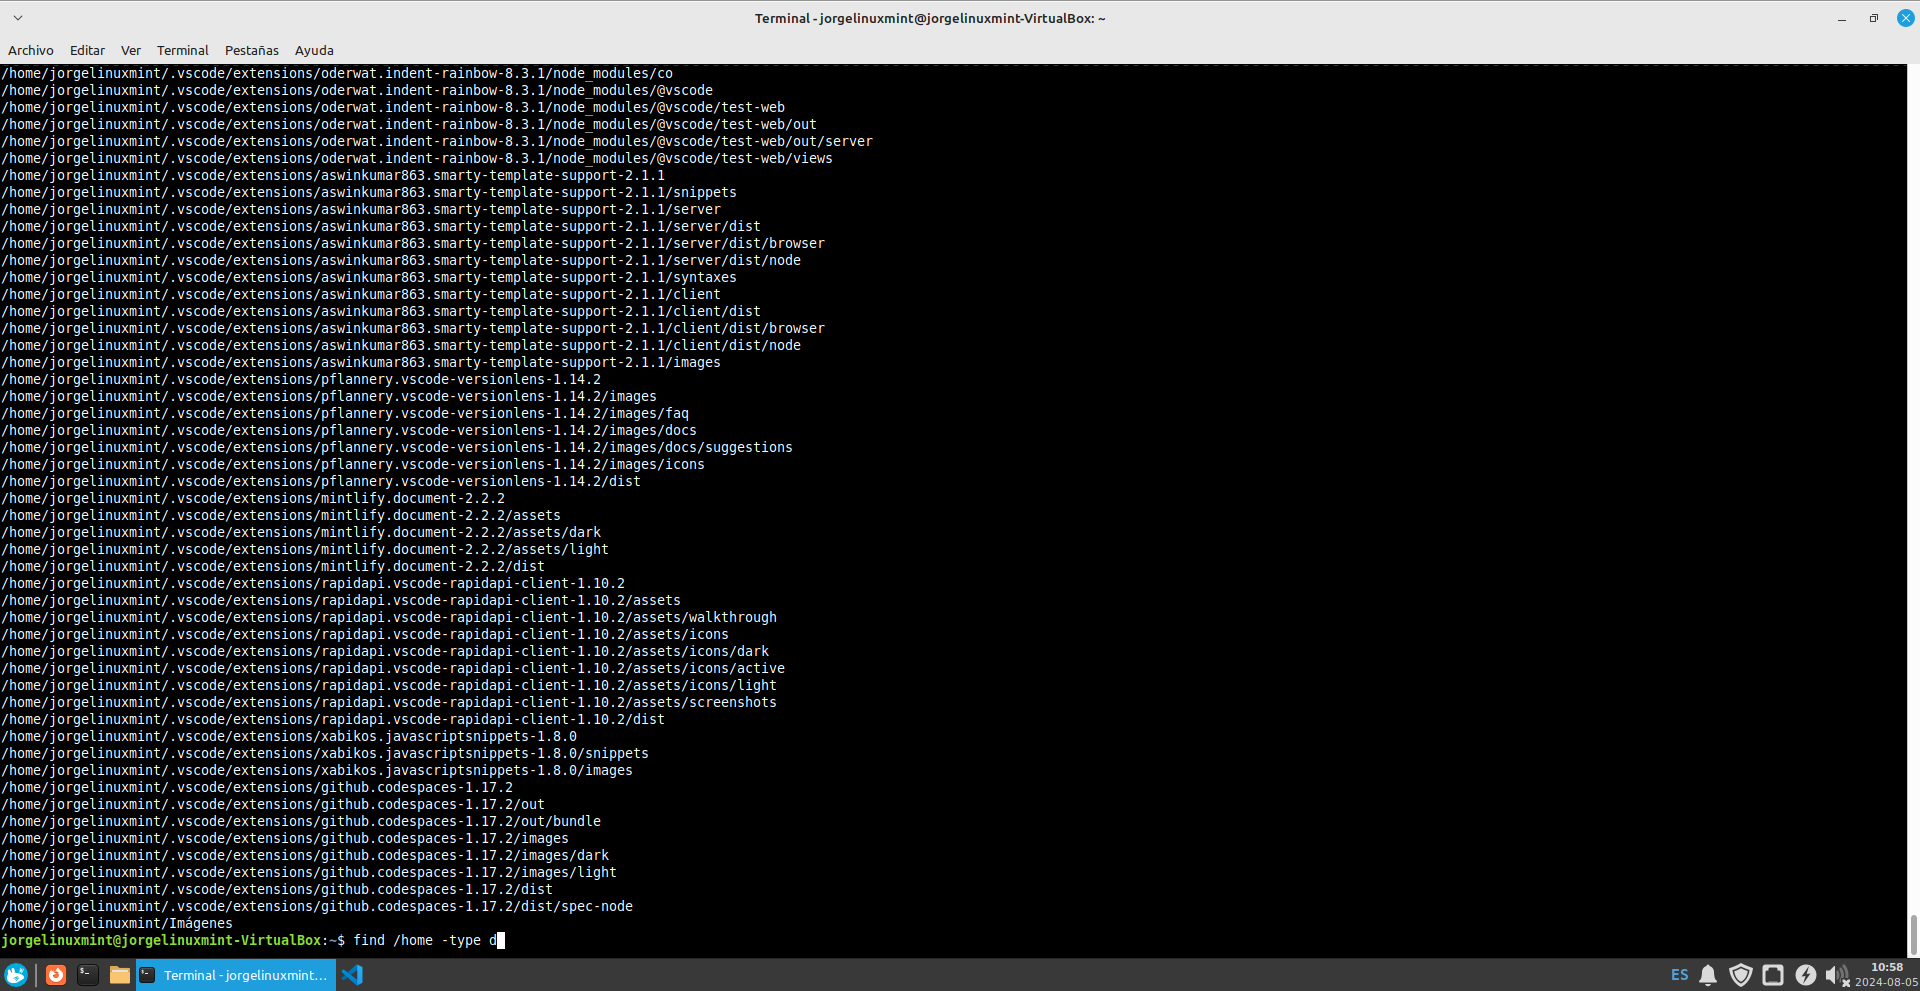 Terminal - jorgelinuxmint@jorgelinuxmint-VirtualBox: ~
Archivo Editar Ver Terminal Pestañas Ayuda
/home/jorgelinuxmint/.vscode/extensions/oderwat.indent-rainbow-8.3.1/node_modules/co
/home/jorgelinuxmint/.vscode/extensions/oderwat.indent-rainbow-8.3.1/node_modules/@vscode
/home/jorgelinuxmint/.vscode/extensions/oderwat.indent-rainbow-8.3.1/node_modules/@vscode/test-web
/home/jorgelinuxmint/.vscode/extensions/oderwat.indent-rainbow-8.3.1/node_modules/@vscode/test-web/out
/home/jorgelinuxmint/.vscode/extensions/oderwat.indent-rainbow-8.3.1/node_modules/@vscode/test-web/out/server
/home/jorgelinuxmint/.vscode/extensions/oderwat.indent-rainbow-8.3.1/node_modules/@vscode/test-web/views
/home/jorgelinuxmint/.vscode/extensions/aswinkumar863.smarty-template-support-2.1.1
/home/jorgelinuxmint/.vscode/extensions/aswinkumar863.smarty-template-support-2.1.1/snippets
/home/jorgelinuxmint/.vscode/extensions/aswinkumar863.smarty-template-support-2.1.1/server
/home/jorgelinuxmint/.vscode/extensions/aswinkumar863.smarty-template-support-2.1.1/server/dist
/home/jorgelinuxmint/.vscode/extensions/aswinkumar863.smarty-template-support-2.1.1/server/dist/browser
/home/jorgelinuxmint/.vscode/extensions/aswinkumar863.smarty-template-support-2.1.1/server/dist/node
/home/jorgelinuxmint/.vscode/extensions/aswinkumar863.smarty-template-support-2.1.1/syntaxes
/home/jorgelinuxmint/.vscode/extensions/aswinkumar863.smarty-template-support-2.1.1/client
/home/jorgelinuxmint/.vscode/extensions/aswinkumar863.smarty-template-support-2.1.1/client/dist
/home/jorgelinuxmint/.vscode/extensions/aswinkumar863.smarty-template-support-2.1.1/client/dist/browser
/home/jorgelinuxmint/.vscode/extensions/aswinkumar863.smarty-template-support-2.1.1/client/dist/node
/home/jorgelinuxmint/.vscode/extensions/aswinkumar863.smarty-template-support-2.1.1/images
/home/jorgelinuxmint/.vscode/extensions/pflannery.vscode-versionlens-1.14.2
/home/jorgelinuxmint/.vscode/extensions/pflannery.vscode-versionlens-1.14.2/images
/home/jorgelinuxmint/.vscode/extensions/pflannery.vscode-versionlens-1.14.2/images/faq
/home/jorgelinuxmint/.vscode/extensions/pflannery.vscode-versionlens-1.14.2/images/docs
/home/jorgelinuxmint/.vscode/extensions/pflannery.vscode-versionlens-1.14.2/images/docs/suggestions
/home/jorgelinuxmint/.vscode/extensions/pflannery.vscode-versionlens-1.14.2/images/icons
/home/jorgelinuxmint/.vscode/extensions/pflannery.vscode-versionlens-1.14.2/dist
/home/jorgelinuxmint/.vscode/extensions/mintlify.document-2.2.2
/home/jorgelinuxmint/.vscode/extensions/mintlify.document-2.2.2/assets
/home/jorgelinuxmint/.vscode/extensions/mintlify.document-2.2.2/assets/dark
/home/jorgelinuxmint/.vscode/extensions/mintlify.document-2.2.2/assets/light
/home/jorgelinuxmint/.vscode/extensions/mintlify.document-2.2.2/dist
/home/jorgelinuxmint/.vscode/extensions/rapidapi.vscode-rapidapi-client-1.10.2
/home/jorgelinuxmint/.vscode/extensions/rapidapi.vscode-rapidapi-client-1.10.2/assets
/home/jorgelinuxmint/.vscode/extensions/rapidapi.vscode-rapidapi-client-1.10.2/assets/walkthrough
/home/jorgelinuxmint/.vscode/extensions/rapidapi.vscode-rapidapi-client-1.10.2/assets/icons
/home/jorgelinuxmint/.vscode/extensions/rapidapi.vscode-rapidapi-client-1.10.2/assets/icons/dark
/home/jorgelinuxmint/.vscode/extensions/rapidapi.vscode-rapidapi-client-1.10.2/assets/icons/active
/home/jorgelinuxmint/.vscode/extensions/rapidapi.vscode-rapidapi-client-1.10.2/assets/icons/light
/home/jorgelinuxmint/.vscode/extensions/rapidapi.vscode-rapidapi-client-1.10.2/assets/screenshots
/home/jorgelinuxmint/.vscode/extensions/rapidapi.vscode-rapidapi-client-1.10.2/dist
/home/jorgelinuxmint/.vscode/extensions/xabikos.javascriptsnippets-1.8.0
/home/jorgelinuxmint/.vscode/extensions/xabikos.javascriptsnippets-1.8.0/snippets
/home/jorgelinuxmint/.vscode/extensions/xabikos.javascriptsnippets-1.8.0/images
/home/jorgelinuxmint/.vscode/extensions/github.codespaces-1.17.2
/home/jorgelinuxmint/.vscode/extensions/github.codespaces-1.17.2/out
/home/jorgelinuxmint/.vscode/extensions/github.codespaces-1.17.2/out/bundle
/home/jorgelinuxmint/.vscode/extensions/github.codespaces-1.17.2/images
/home/jorgelinuxmint/.vscode/extensions/github.codespaces-1.17.2/images/dark
/home/jorgelinuxmint/.vscode/extensions/github.codespaces-1.17.2/images/light
/home/jorgelinuxmint/.vscode/extensions/github.codespaces-1.17.2/dist
/home/jorgelinuxmint/.vscode/extensions/github.codespaces-1.17.2/dist/spec-node
/home/jorgelinuxmint/Imágenes
jorgelinuxmint@jorgelinuxmint-VirtualBox:~$ find /home -type d
Terminal - jorgelinuxmint...
ES
10:58
2024-08-05